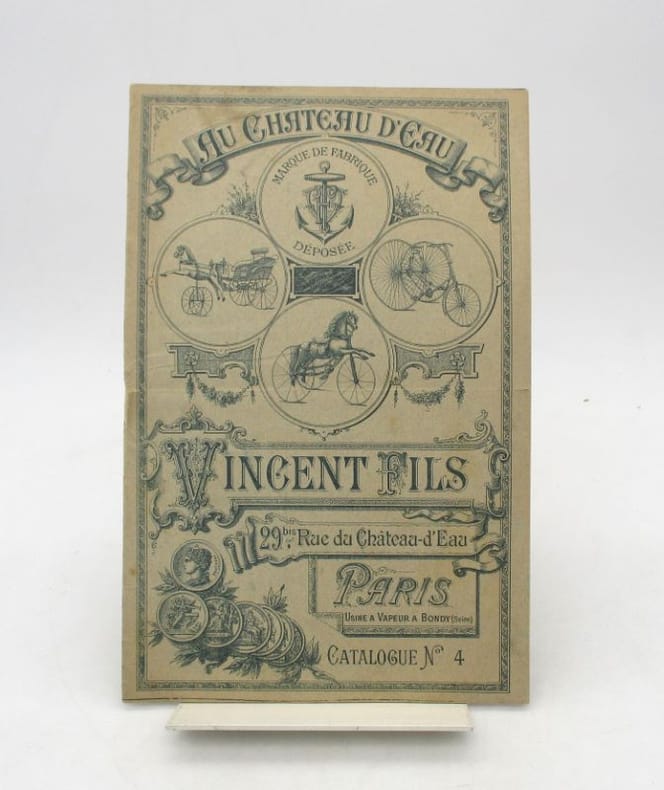 AU CHATEAU D'EAU
MARQUE DE FABRIQUE
DÉPOSÉE
VINCENT FILS
29bis Rue du Château-d'Eau
PARIS
USINE A VAPEUR A BONDY (Seine)
CATALOGUE No 4